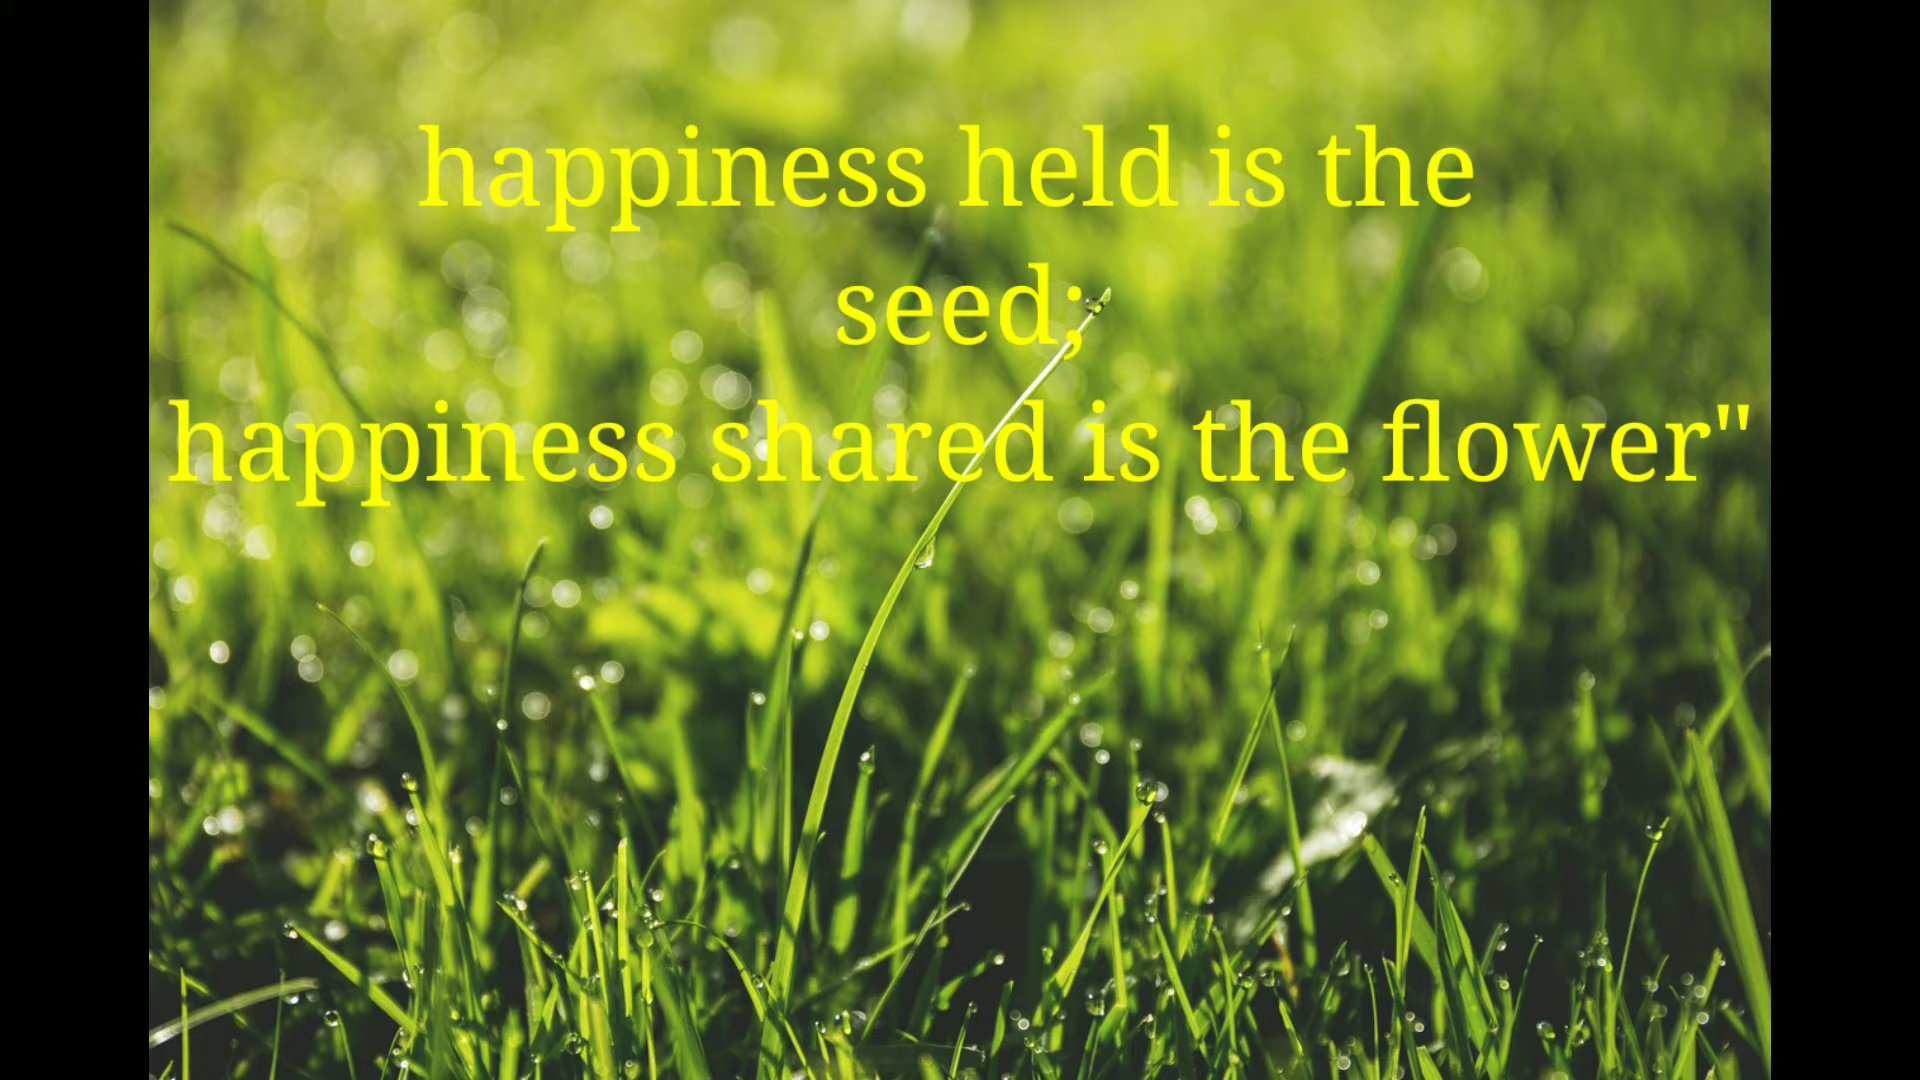 happiness held is the
seed;
happiness shared is the flower"